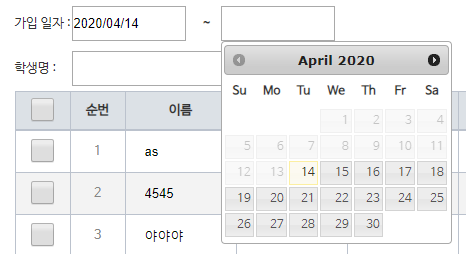 가입 일자 : 2020/04/14 ~
April 2020
Su Mo Tu We Th Fr Sa
1 2 3 4
5 6 7 8 9 10 11
12 13 14 15 16 17 18
19 20 21 22 23 24 25
26 27 28 29 30
학생명 :
순번 이름
1 as
2 4545
3 야야야